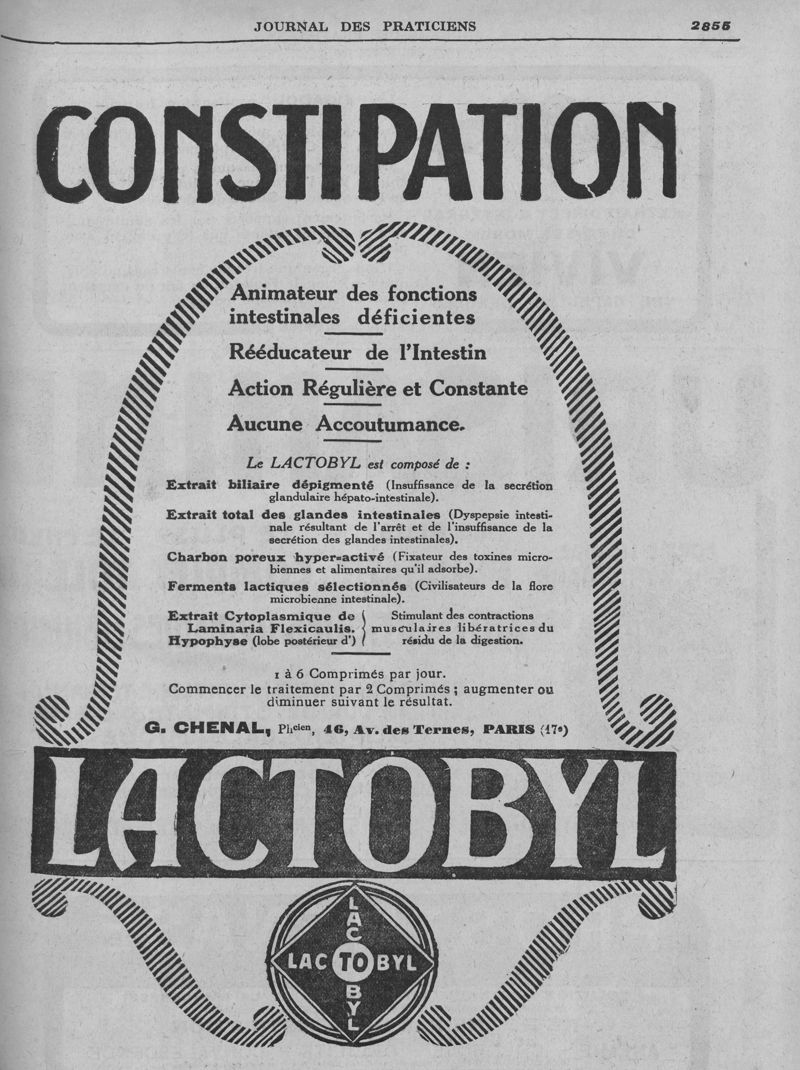 JOURNAL DES PRATICIENS 2855
CONSTIPATION
Animateur des fonctions
intestinales déficientes
Rééducateur de l'Intestin
Action Régulière et Constante
Aucune Accoutumance.
Le LACTOBYL est composé de :
Extrait biliaire dépigmenté (Insuffisance de la secrétion
glandulaire hépato-intestinale).
Extrait total des glandes intestinales (Dyspepsie intesti-
nale résultant de l'arrêt et de l'insuffisance de la
secrétion des glandes intestinales).
Charbon poreux hyper=activé (Fixateur des toxines micro-
biennes et alimentaires qu'il adsorbe).
Ferments lactiques sélectionnés (Civilisateurs de la flore
microbienne intestinale).
Extrait Cytoplasmique de { Stimulant des contractions
Laminaria Flexicaulis. { musculaires libératrices du
Hypophyse (lobe postérieur d') { résidu de la digestion.
1 à 6 Comprimés par jour.
Commencer le traitement par 2 Comprimés ; augmenter ou
diminuer suivant le résultat.
G. CHENAL, Phcien, 46, Av. des Ternes, PARIS (17e)
LACTOBYL
LACTOBYL
LACTOBYL